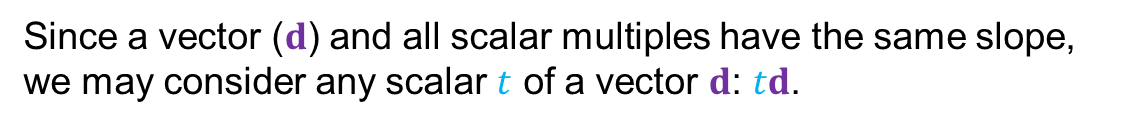 Since a vector (d) and all scalar multiples have the same slope,
we may consider any scalar t of a vector d: td.